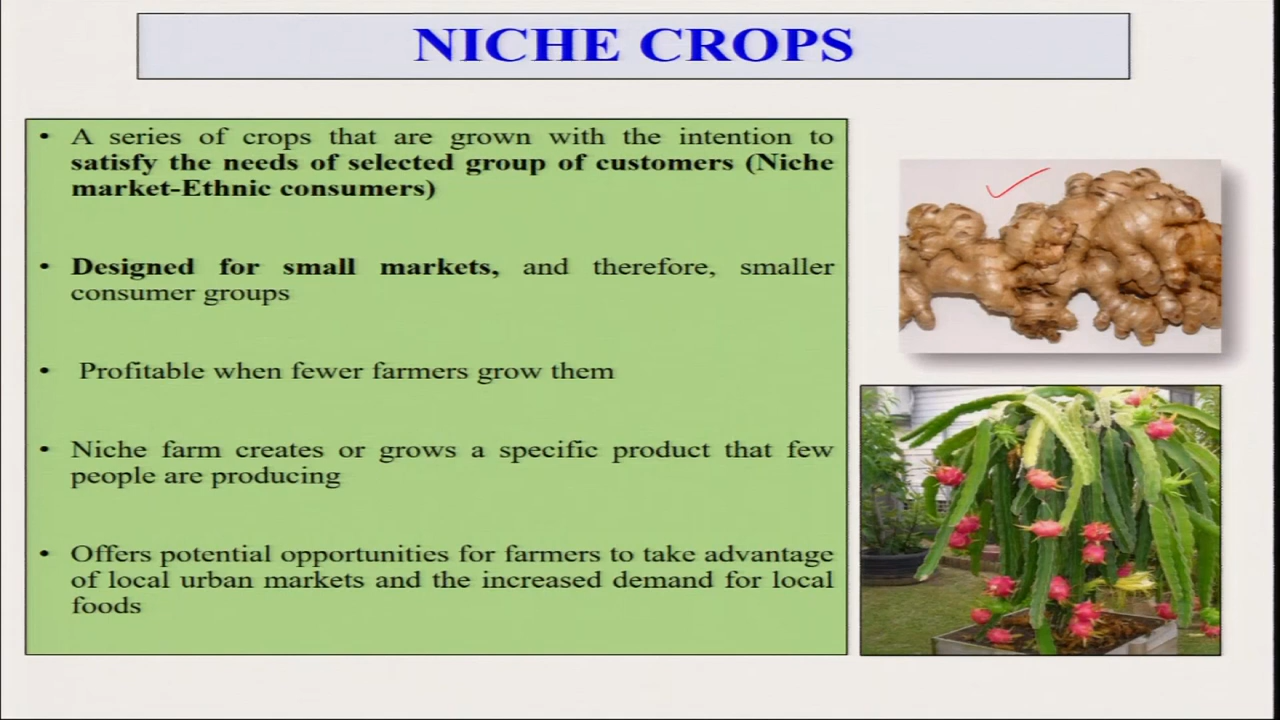 NICHE CROPS
• A series of crops that are grown with the intention to
satisfy the needs of selected group of customers (Niche
market-Ethnic consumers)
• Designed for small markets, and therefore, smaller
consumer groups
• Profitable when fewer farmers grow them
• Niche farm creates or grows a specific product that few
people are producing
• Offers potential opportunities for farmers to take advantage
of local urban markets and the increased demand for local
foods